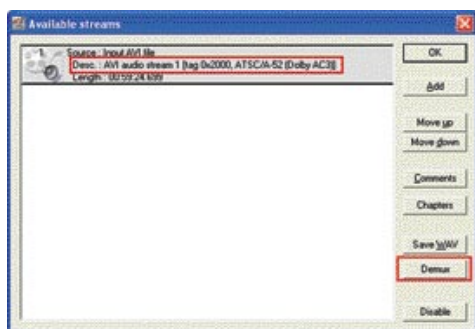 Available streams
Source : Input AVI file
Desc. : AVI audio stream 1 [tag 0x2000, ATSC/A-52 (Dolby AC3)]
Length : 00:59:24.699
OK
Add
Move up
Move down
Comments
Chapters
Save WAV
Demux
Disable